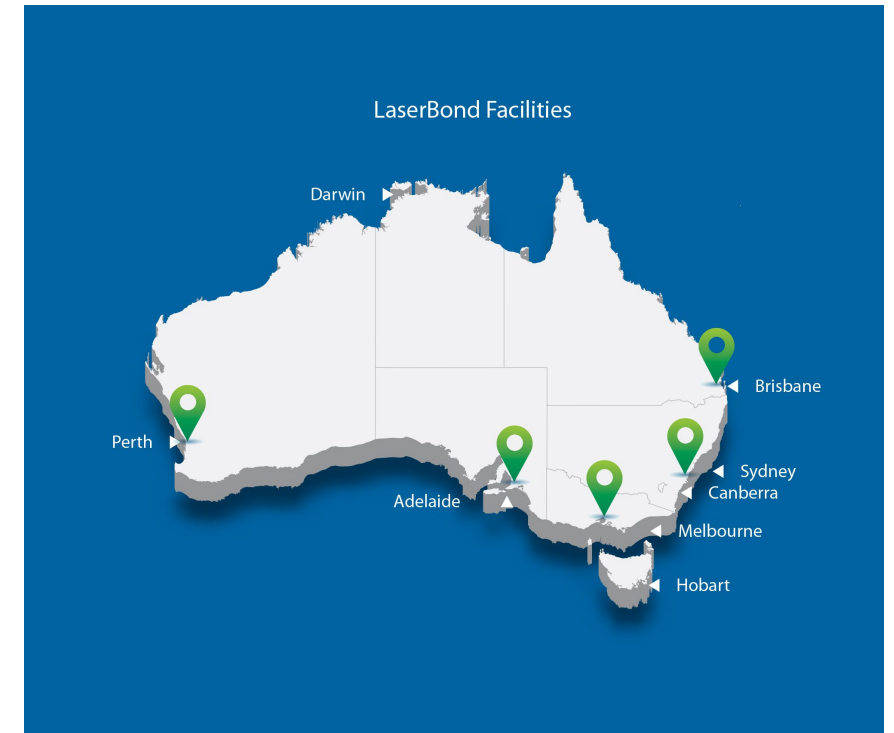 LaserBond Facilities
Darwin
Brisbane
Perth
Sydney
Canberra
Adelaide
Melbourne
Hobart